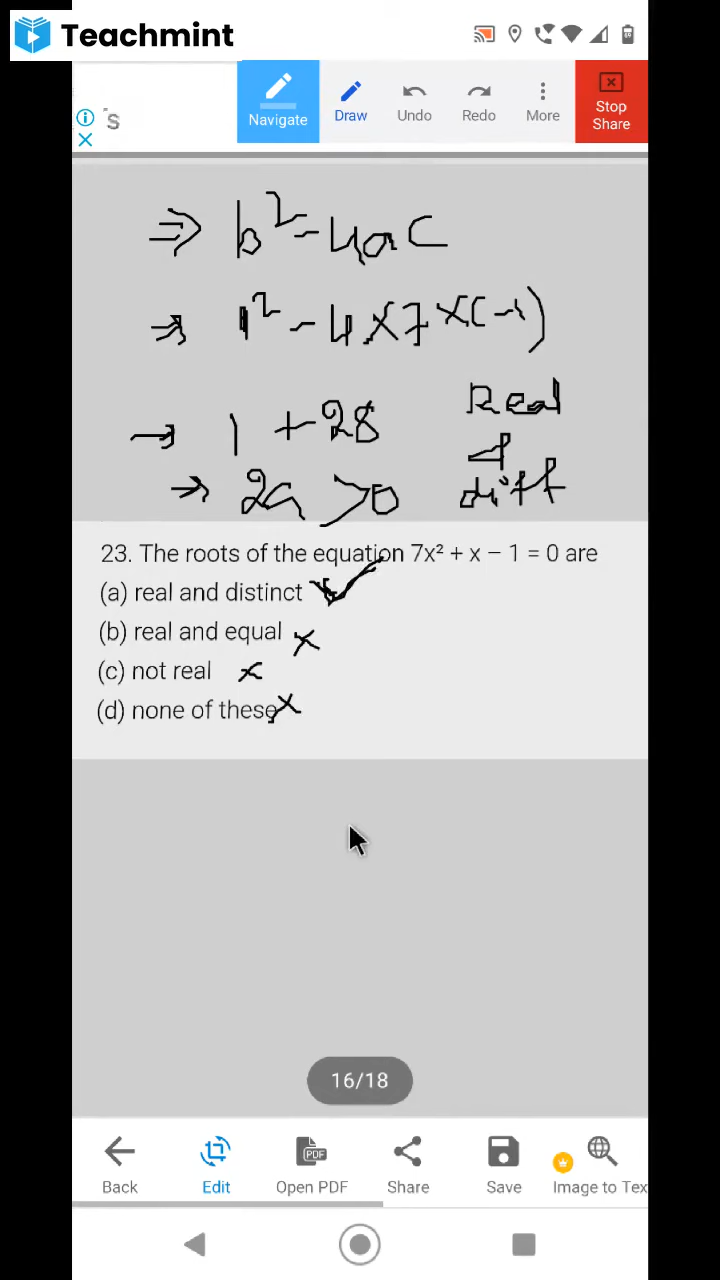 Teachmint
s
Navigate
Draw
Undo
Redo
More
Stop
Share
⇒ b² - 4ac
→ 1² - 4 × 7 × (-1)
→ 1 + 28
→ 29 > 0
Real
diff
23. The roots of the equation 7x² + x – 1 = 0 are
(a) real and distinct
(b) real and equal ×
(c) not real ×
(d) none of these ×
16/18
Back
Edit
PDF
Open PDF
Share
Save
Image to Tex